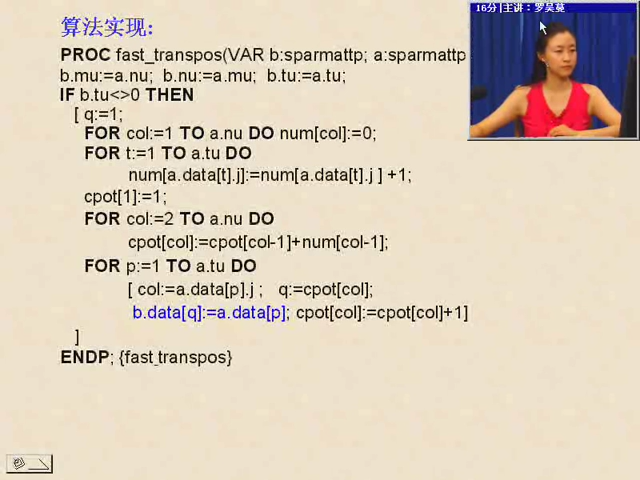 算法实现:
16分|主讲：罗昊蔓
PROC fast_transpos(VAR b:sparmattp; a:sparmattp
b.mu:=a.nu; b.nu:=a.mu; b.tu:=a.tu;
IF b.tu<>0 THEN
[ q:=1;
FOR col:=1 TO a.nu DO num[col]:=0;
FOR t:=1 TO a.tu DO
num[a.data[t].j]:=num[a.data[t].j ] +1;
cpot[1]:=1;
FOR col:=2 TO a.nu DO
cpot[col]:=cpot[col-1]+num[col-1];
FOR p:=1 TO a.tu DO
[ col:=a.data[p].j ; q:=cpot[col];
b.data[q]:=a.data[p]; cpot[col]:=cpot[col+1]
]
ENDP; {fast_transpos}